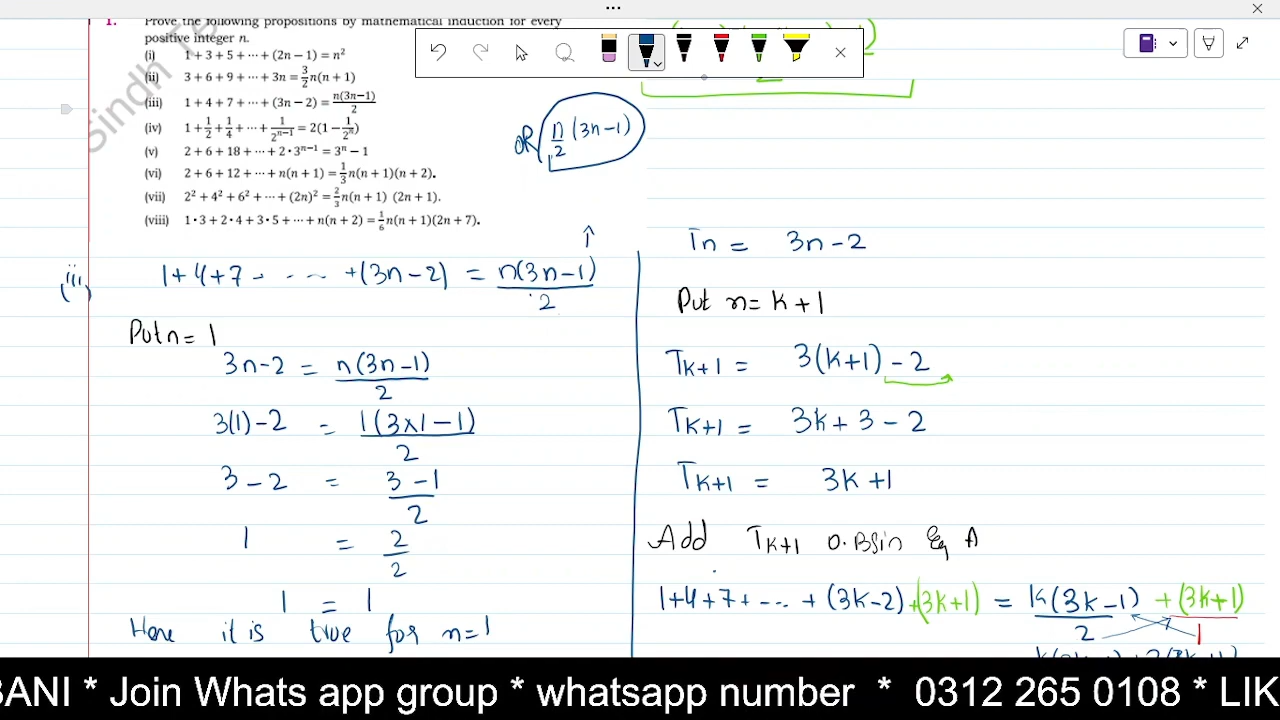 1. Prove the following propositions by mathematical induction for every
positive integer n.
(i) 1 + 3 + 5 + ⋯ + (2n − 1) = n²
(ii) 3 + 6 + 9 + ⋯ + 3n = 3/2 n(n + 1)
(iii) 1 + 4 + 7 + ⋯ + (3n − 2) = n(3n−1)/2
(iv) 1 + 1/2 + 1/4 + ⋯ + 1/2ⁿ⁻¹ = 2(1 − 1/2ⁿ)
(v) 2 + 6 + 18 + ⋯ + 2 • 3ⁿ⁻¹ = 3ⁿ − 1
(vi) 2 + 6 + 12 + ⋯ + n(n + 1) = 1/3 n(n + 1)(n + 2).
(vii) 2² + 4² + 6² + ⋯ + (2n)² = 2/3 n(n + 1) (2n + 1).
(viii) 1 • 3 + 2 • 4 + 3 • 5 + ⋯ + n(n + 2) = 1/6 n(n + 1)(2n + 7).
Sindh
OR n/2 (3n−1)
(iii) 1+4+7 - - - - - +(3n−2) = n(3n−1)/2
Put n = 1
3n−2 = n(3n−1)/2
3(1)−2 = 1(3×1−1)/2
3 − 2 = 3−1/2
1 = 2/2
1 = 1
Here it is true for n=1
Tn = 3n−2
Put n = k+1
Tk+1 = 3(k+1) − 2
Tk+1 = 3k + 3 − 2
Tk+1 = 3k +1
Add Tk+1 o.Bsin Eq A
1+4+7+ --- + (3k−2) +(3k+1) = k(3k−1)/2 + (3k+1)/1
BANI * Join Whats app group * whatsapp number * 0312 265 0108 * LIK